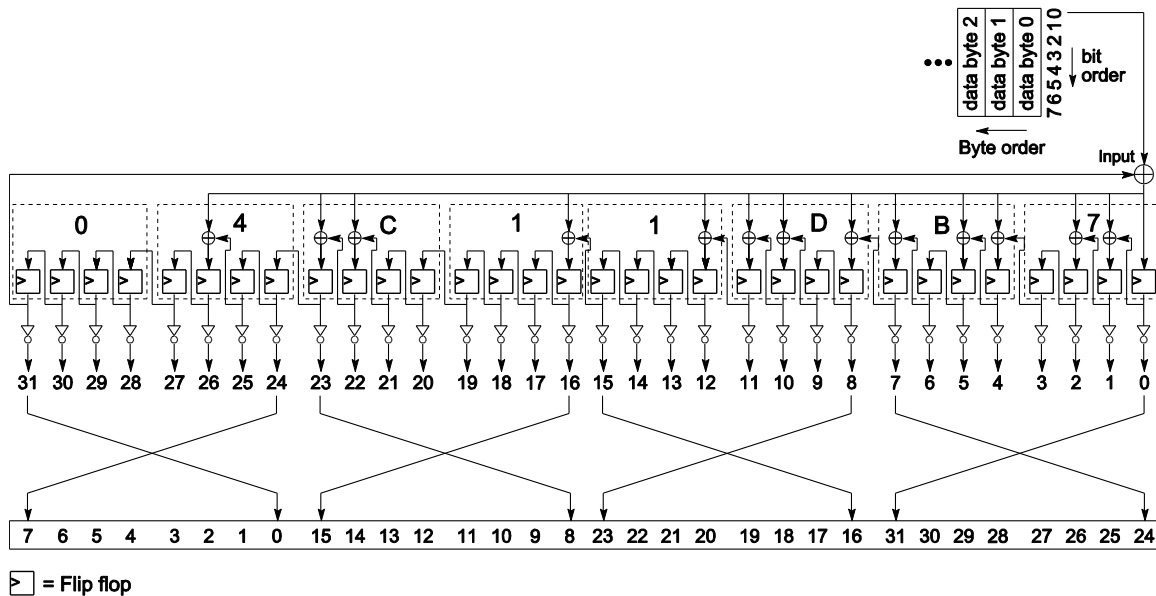 data byte 2
data byte 1
data byte 0
7 6 5 4 3 2 1 0
•••
bit
order
Byte order
Input
0 4 C 1 1 D B 7
> > > > > > > > > > > > > > > > > > > > > > > > > > > > > > > >
31 30 29 28 27 26 25 24 23 22 21 20 19 18 17 16 15 14 13 12 11 10 9 8 7 6 5 4 3 2 1 0
7 6 5 4 3 2 1 0 15 14 13 12 11 10 9 8 23 22 21 20 19 18 17 16 31 30 29 28 27 26 25 24
> = Flip flop